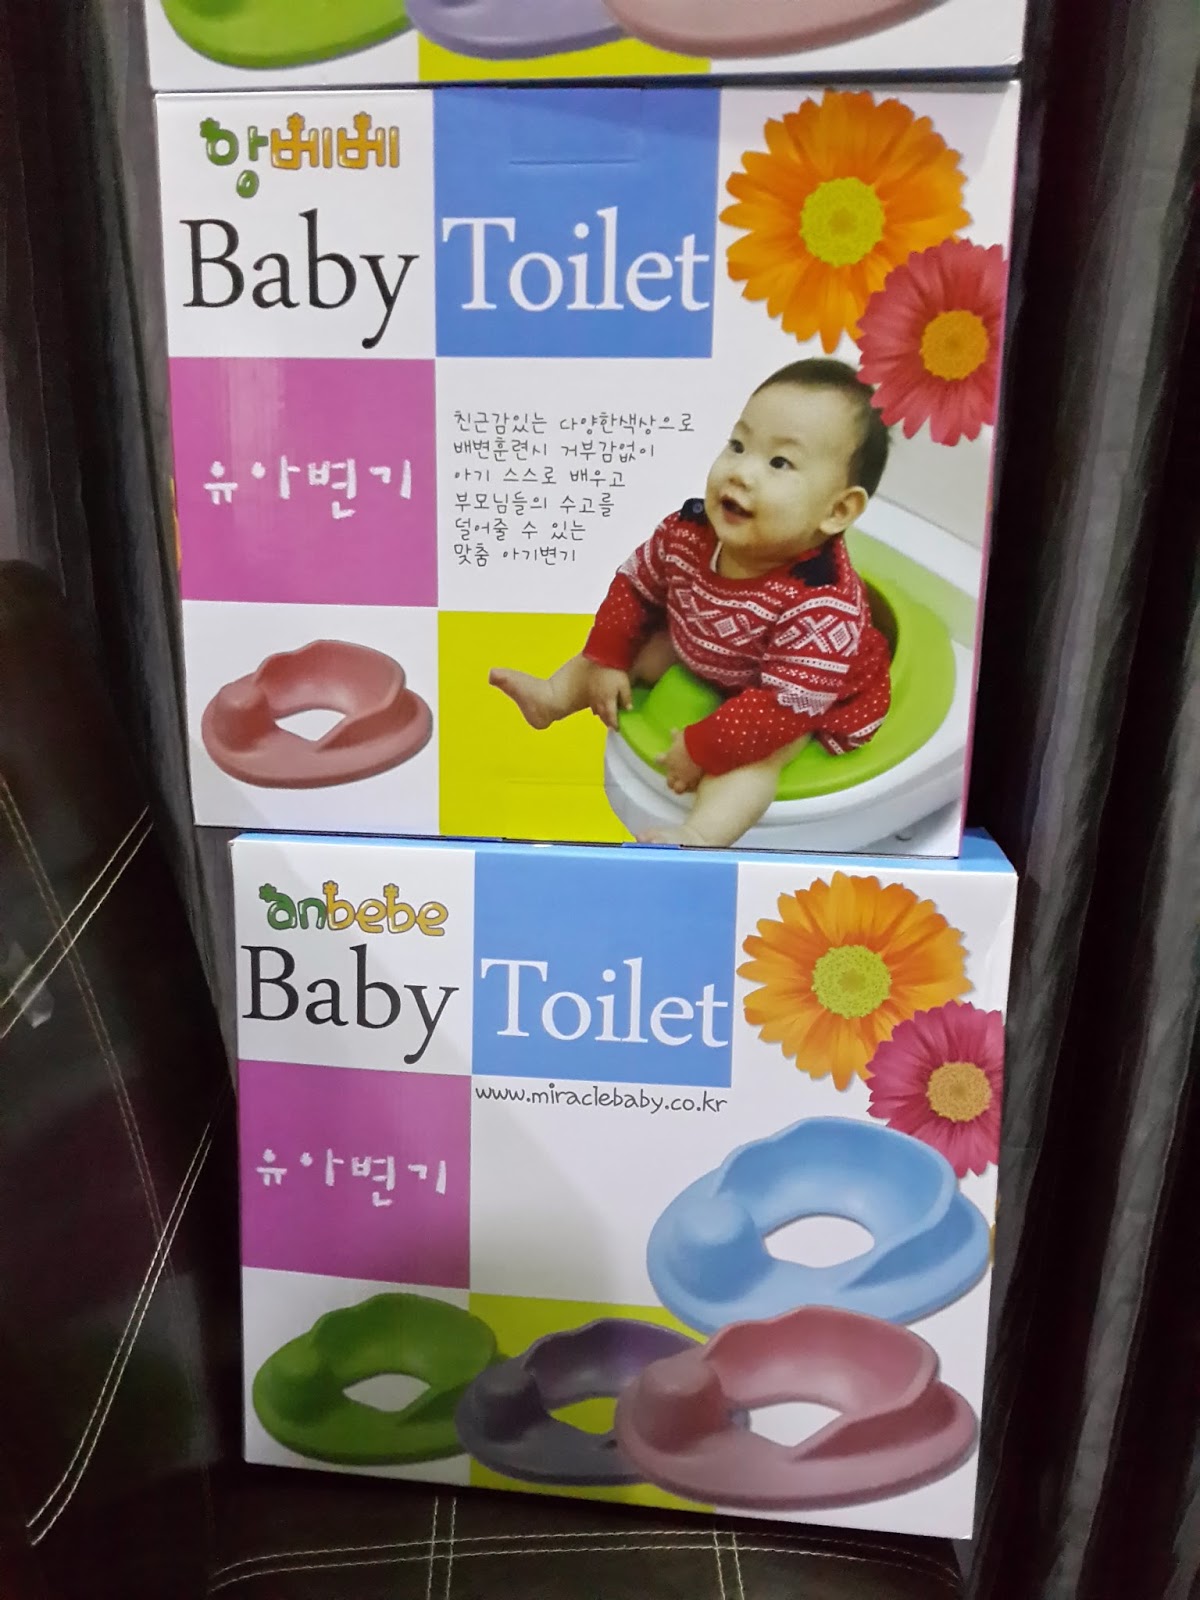 앙베베
Baby Toilet
유아변기
친근감있는 다양한색상으로
배변훈련시 거부감없이
아기 스스로 배우고
부모님들의 수고를
덜어줄 수 있는
맞춤 아기변기
anbebe
Baby Toilet
www.miraclebaby.co.kr
유아변기